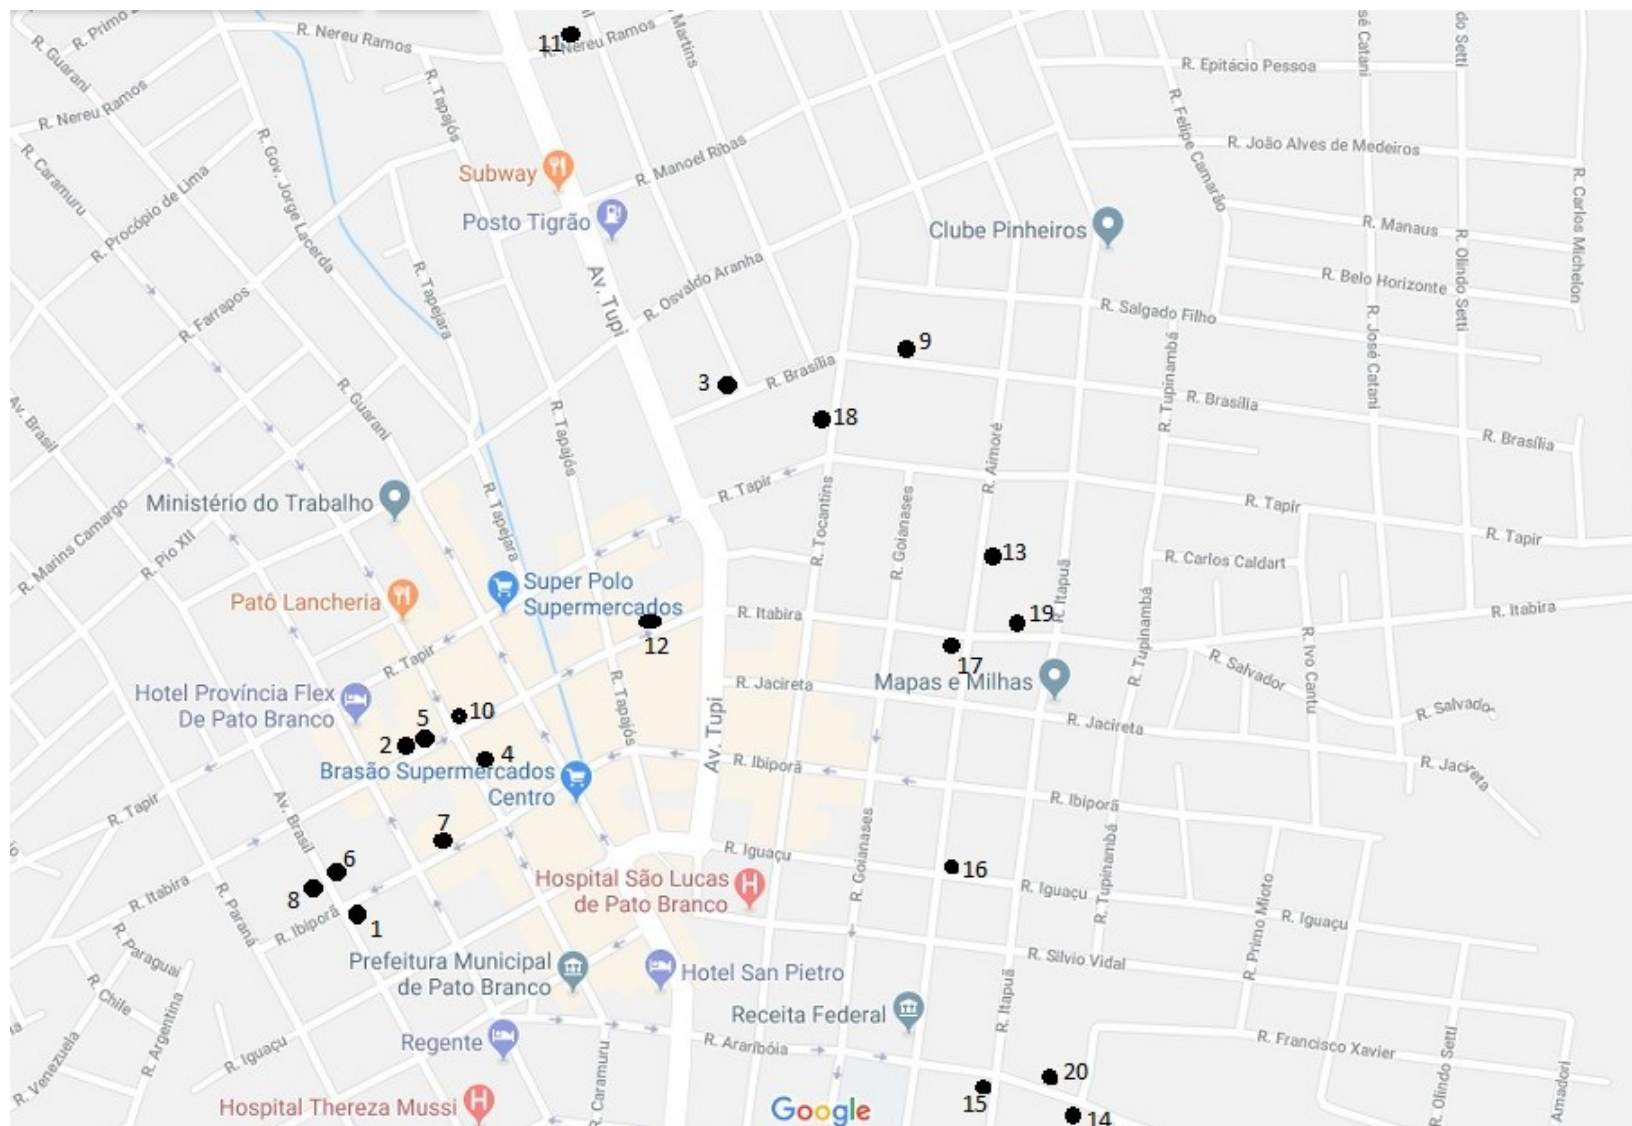 R. Primo
R. Nereu Ramos
11
R. Nereu Ramos
Martins
sé Catani
do Setti
R. Guarani
R. Epitácio Pessoa
R. Tapajós
R. Felipe Camarão
R. Nereu Ramos
R. Caramuru
R. Gov. Jorge Lacerda
R. Manoel Ribas
R. João Alves de Medeiros
Subway
R. Carlos Michelon
R. Procópio de Lima
Posto Tigrão
Clube Pinheiros
R. Manaus
R. Olindo Setti
Av. Tupi
R. Osvaldo Aranha
R. Tapejara
R. Belo Horizonte
R. Farrapos
R. Salgado Filho
R. José Catani
9
R. Tupinambá
3
R. Brasília
R. Guarani
Av. Brasil
18
R. Brasília
R. Brasília
R. Tapajós
R. Aimoré
Ministério do Trabalho
R. Tapejara
R. Tapir
R. Tocantins
R. Goianases
R. Tapir
R. Tapir
R. Marins Camargo
R. Pio XII
13
R. Carlos Caldart
R. Itapuã
Super Polo
Supermercados
Patô Lancheria
R. Itabira
19
R. Tupinambá
R. Itabira
12
17
R. Tapir
R. Ivo Cantu
R. Salvador
Hotel Província Flex
De Pato Branco
R. Tapajós
R. Jacireta
Mapas e Milhas
10
5
2
4
Av. Tupi
R. Jacireta
R. Salvado
Brasão Supermercados
Centro
R. Ibiporã
R. Jacireta
R. Tapir
Av. Brasil
R. Ibiporã
7
6
8
1
R. Iguaçu
R. Goianases
16
R. Iguaçu
R. Tupinambá
R. Primo Mioto
R. Iguaçu
R. Itabira
R. Paraná
R. Ibiporã
Hospital São Lucas
de Pato Branco
R. Paraguai
Prefeitura Municipal
de Pato Branco
Hotel San Pietro
R. Silvio Vidal
R. Chile
R. Argentina
R. Itapuã
Receita Federal
R. Venezuela
R. Iguaçu
Regente
R. Araribóia
R. Francisco Xavier
R. Olindo Setti
Amadori
R. Caramuru
20
15
14
Hospital Thereza Mussi
Google